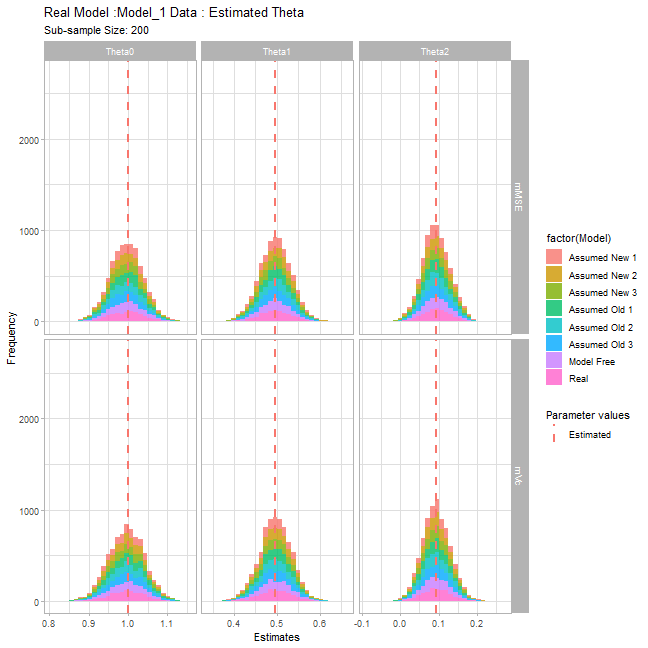 Real Model :Model_1 Data : Estimated Theta
Sub-sample Size: 200
Theta0 Theta1 Theta2
2000
1000
0
mMSE
2000
1000
0
mVc
0.8 0.9 1.0 1.1 0.4 0.5 0.6 -0.1 0.0 0.1 0.2
Estimates
Frequency
factor(Model)
Assumed New 1
Assumed New 2
Assumed New 3
Assumed Old 1
Assumed Old 2
Assumed Old 3
Model Free
Real
Parameter values
Estimated